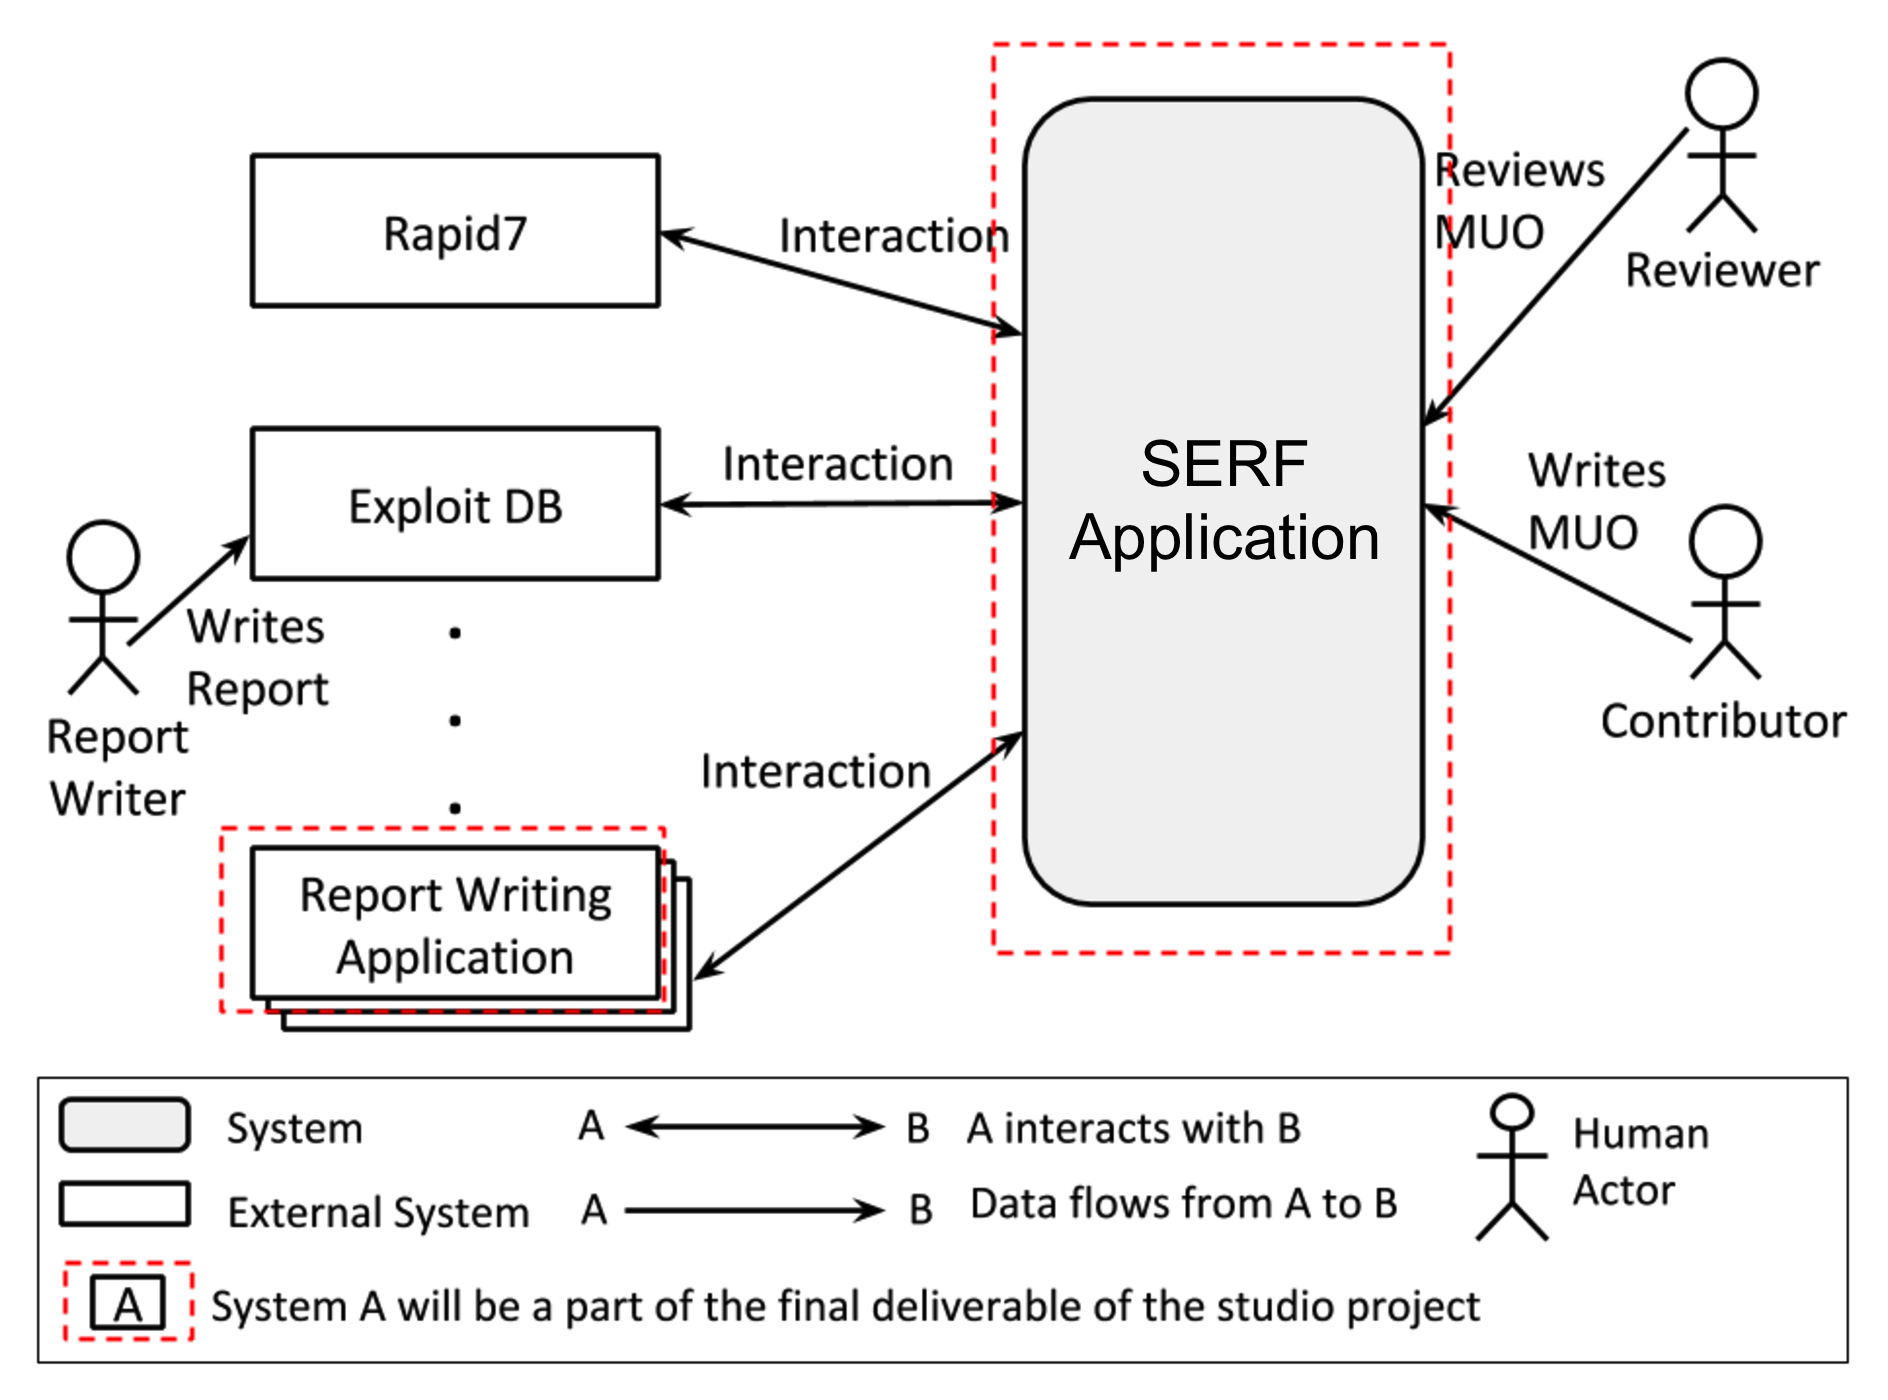 Rapid7
Interaction
Reviews
MUO
Reviewer
Exploit DB
Interaction
SERF
Application
Writes
MUO
Contributor
Writes
Report
Report
Writer
Interaction
Report Writing
Application
System
A
B
A interacts with B
Human
Actor
External System
A
B
Data flows from A to B
A
System A will be a part of the final deliverable of the studio project